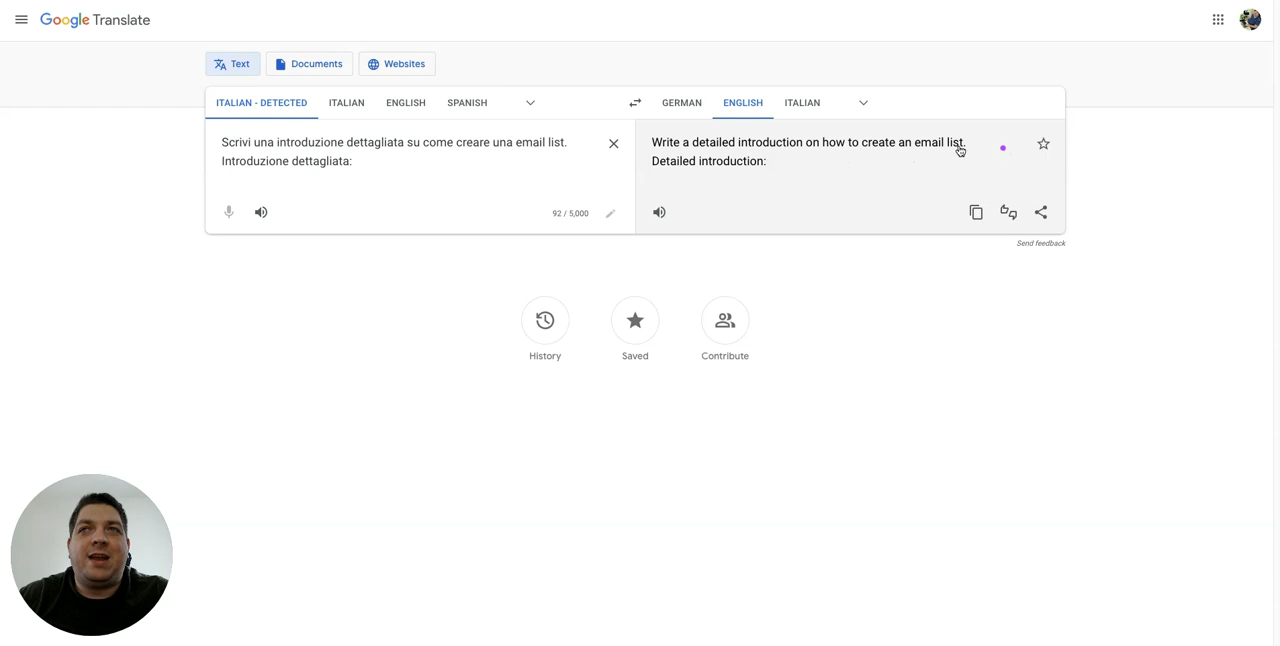 Google Translate
Text
Documents
Websites
ITALIAN - DETECTED
ITALIAN
ENGLISH
SPANISH
GERMAN
ENGLISH
ITALIAN
Scrivi una introduzione dettagliata su come creare una email list.
Introduzione dettagliata:
92 / 5,000
Write a detailed introduction on how to create an email list.
Detailed introduction:
Send feedback
History
Saved
Contribute